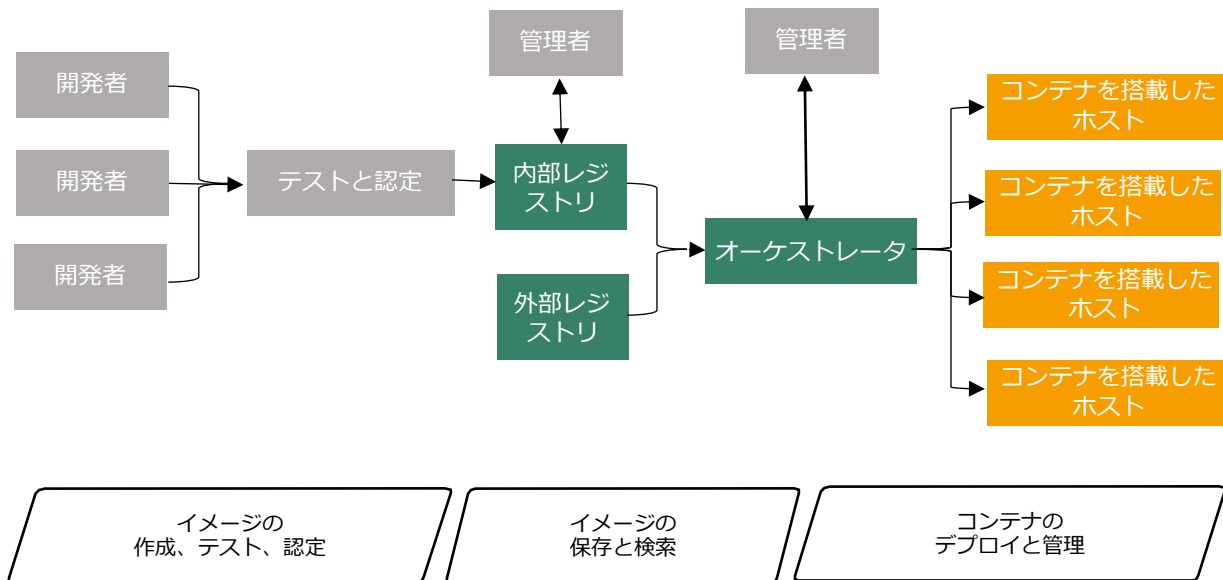 管理者
管理者
開発者
開発者
開発者
テストと認定
内部レジ
ストリ
外部レジ
ストリ
オーケストレータ
コンテナを搭載した
ホスト
コンテナを搭載した
ホスト
コンテナを搭載した
ホスト
コンテナを搭載した
ホスト
イメージの
作成、テスト、認定
イメージの
保存と検索
コンテナの
デプロイと管理